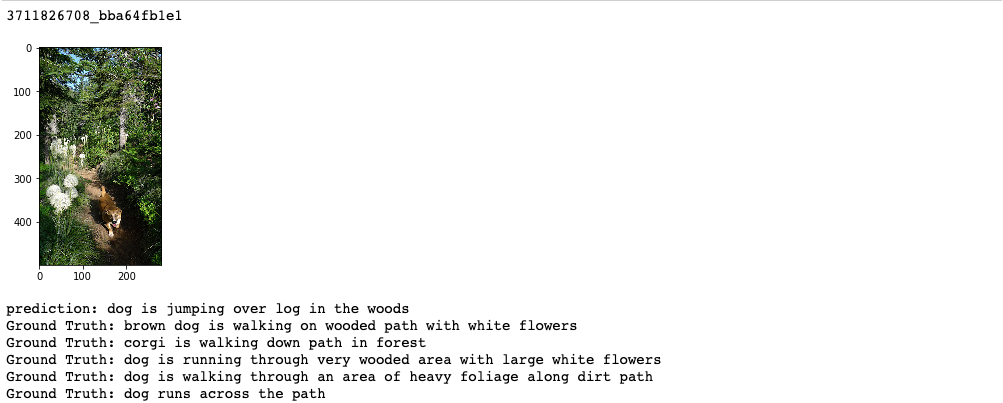 3711826708_bba64fb1e1
0
100
200
300
400
0 100 200
prediction: dog is jumping over log in the woods
Ground Truth: brown dog is walking on wooded path with white flowers
Ground Truth: corgi is walking down path in forest
Ground Truth: dog is running through very wooded area with large white flowers
Ground Truth: dog is walking through an area of heavy foliage along dirt path
Ground Truth: dog runs across the path